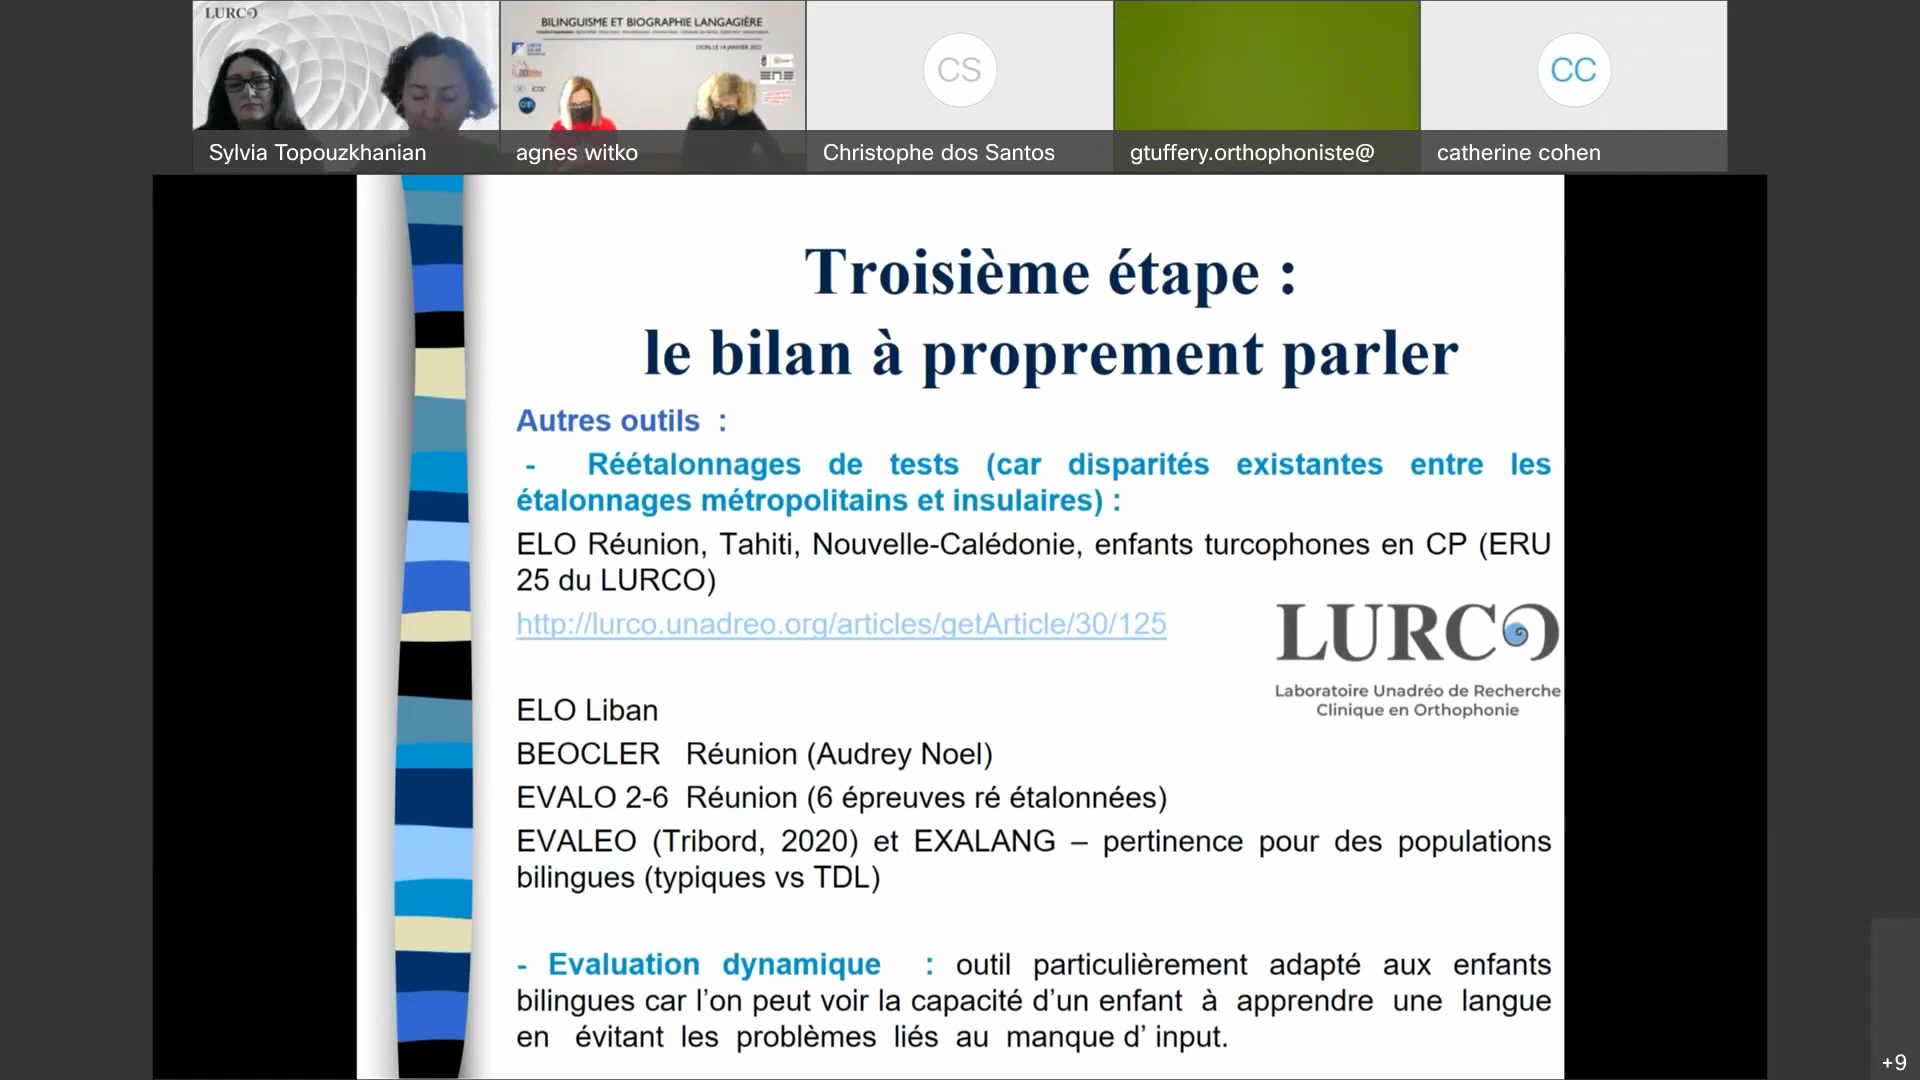 LURCO
BILINGUISME ET BIOGRAPHIE LANGAGIÈRE
LYON, LE 14 JANVIER 2022
icar
CS
CC
Sylvia Topouzkhanian
agnes witko
Christophe dos Santos
gtuffery.orthophoniste@
catherine cohen
Troisième étape :
le bilan à proprement parler
Autres outils :
- Réétalonnages de tests (car disparités existantes entre les
étalonnages métropolitains et insulaires) :
ELO Réunion, Tahiti, Nouvelle-Calédonie, enfants turcophones en CP (ERU
25 du LURCO)
http://lurco.unadreo.org/articles/getArticle/30/125
LURCO
Laboratoire Unadréo de Recherche
Clinique en Orthophonie
ELO Liban
BEOCLER Réunion (Audrey Noel)
EVALO 2-6 Réunion (6 épreuves ré étalonnées)
EVALEO (Tribord, 2020) et EXALANG – pertinence pour des populations
bilingues (typiques vs TDL)
- Evaluation dynamique : outil particulièrement adapté aux enfants
bilingues car l’on peut voir la capacité d’un enfant à apprendre une langue
en évitant les problèmes liés au manque d’ input.
+9